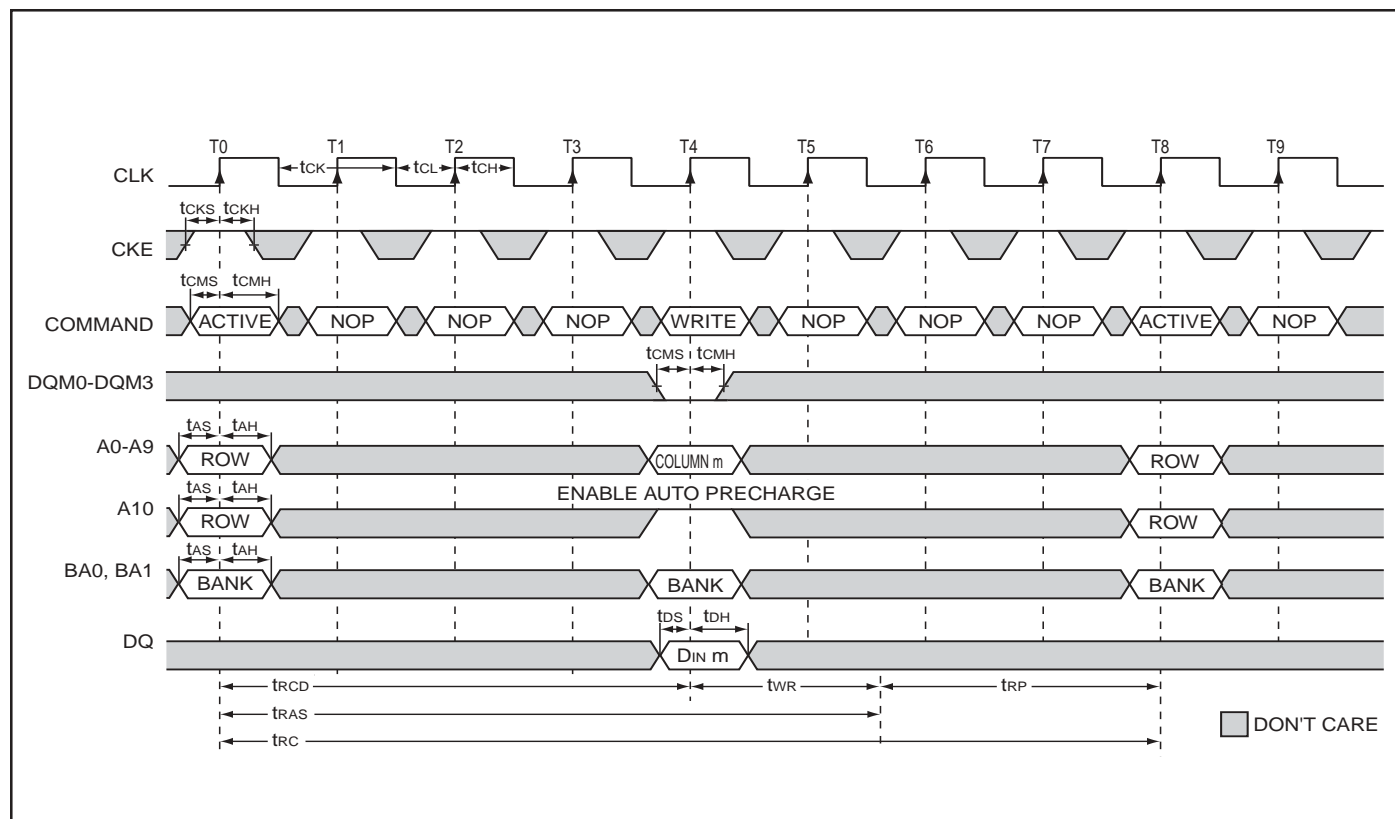 T0 T1 T2 T3 T4 T5 T6 T7 T8 T9
CLK tCK tCL tCH
tCKS tCKH
CKE
tCMS tCMH
COMMAND ACTIVE NOP NOP NOP WRITE NOP NOP NOP ACTIVE NOP
tCMS tCMH
DQM0-DQM3
tAS tAH
A0-A9 ROW COLUMN m ROW
tAS tAH ENABLE AUTO PRECHARGE
A10 ROW ROW
tAS tAH
BA0, BA1 BANK BANK BANK
tDS tDH
DQ DIN m
tRCD tWR tRP
tRAS
tRC
DON'T CARE